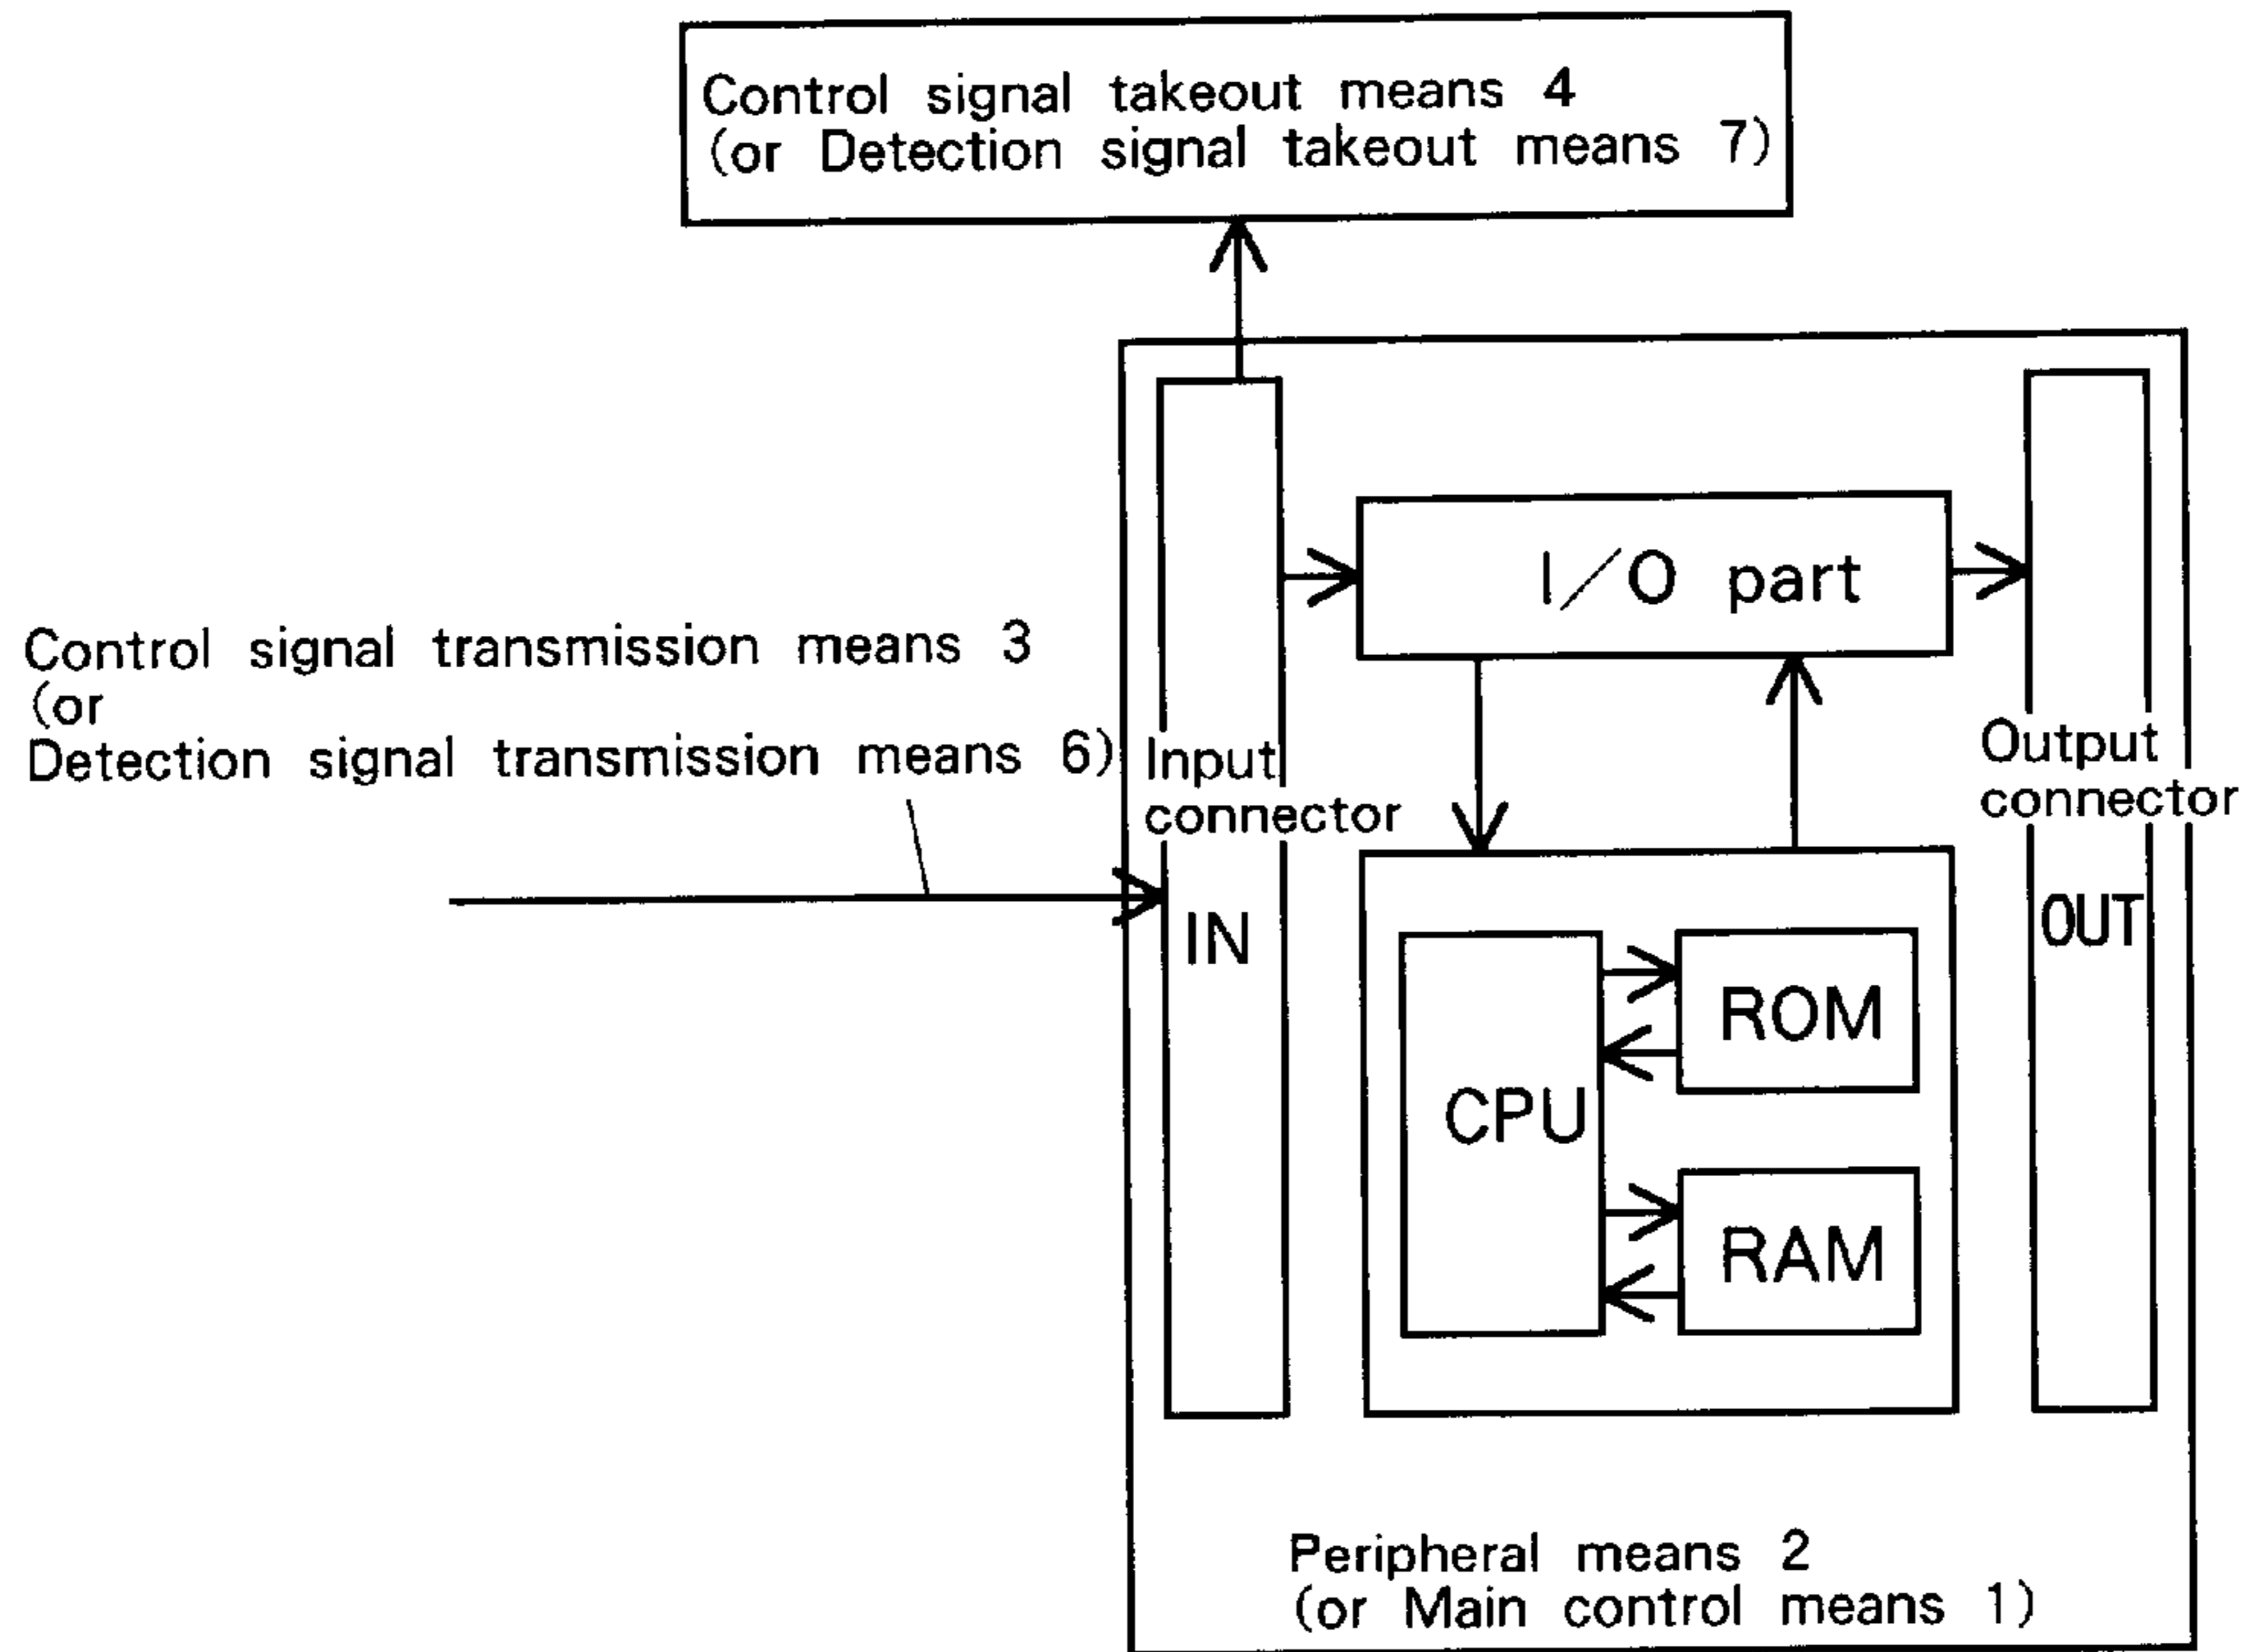 Control signal takeout means 4
(or Detection signal takeout means 7)
I/O part
Control signal transmission means 3
(or
Detection signal transmission means 6)
Input
connector
IN
Output
connector
OUT
CPU
ROM
RAM
Peripheral means 2
(or Main control means 1)